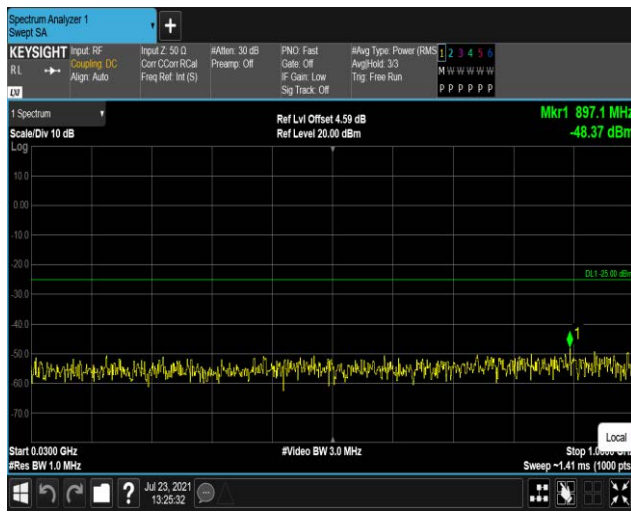 Spectrum Analyzer 1
Swept SA
+
KEYSIGHT
RL
LXI
Input: RF
Coupling: DC
Align: Auto
Input Z: 50 Ω
Corr CCorr RCal
Freq Ref: Int (S)
#Atten: 30 dB
Preamp: Off
PNO: Fast
Gate: Off
IF Gain: Low
Sig Track: Off
#Avg Type: Power (RMS
Avg|Hold: 3/3
Trig: Free Run
1 2 3 4 5 6
M W W W W W
P P P P P P
1 Spectrum
Scale/Div 10 dB
Log
Ref Lvl Offset 4.59 dB
Ref Level 20.00 dBm
Mkr1 897.1 MHz
-48.37 dBm
10.0
0.00
-10.0
-20.0
DL1 -25.00 dBm
-30.0
-40.0
1
-50.0
-60.0
-70.0
Local
Start 0.0300 GHz
#Video BW 3.0 MHz
#Res BW 1.0 MHz
Sweep ~1.41 ms (1000 pts
?
Jul 23, 2021
13:25:32